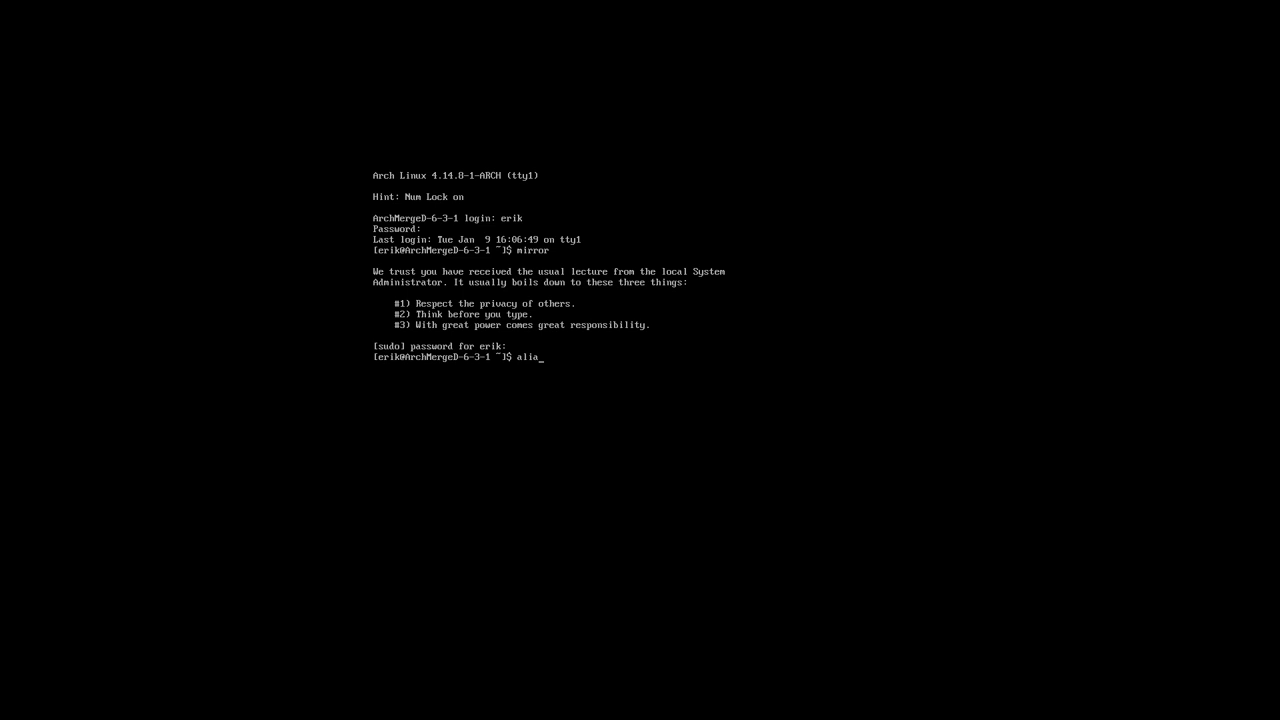 Arch Linux 4.14.8-1-ARCH (tty1)
Hint: Num Lock on
ArchMergeD-6-3-1 login: erik
Password:
Last login: Tue Jan  9 16:06:49 on tty1
[erik@ArchMergeD-6-3-1 ~]$ mirror
We trust you have received the usual lecture from the local System
Administrator. It usually boils down to these three things:
#1) Respect the privacy of others.
#2) Think before you type.
#3) With great power comes great responsibility.
[sudo] password for erik:
[erik@ArchMergeD-6-3-1 ~]$ alia_